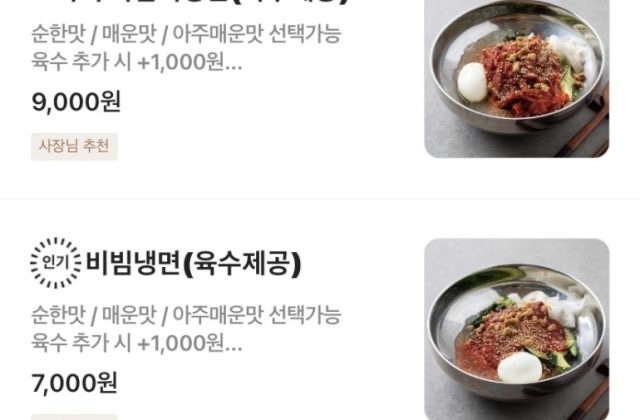 순한맛 / 매운맛 / 아주매운맛 선택가능
육수 추가 시 +1,000원...
9,000원
사장님 추천
인기 비빔냉면(육수제공)
순한맛 / 매운맛 / 아주매운맛 선택가능
육수 추가 시 +1,000원...
7,000원